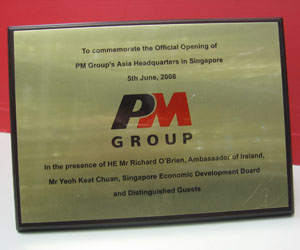 To commemorate the Official Opening of
PM Group's Asia Headquarters in Singapore
5th June, 2008
PM
GROUP
In the presence of HE Mr Richard O'Brien, Ambassador of Ireland,
Mr Yeoh Keat Chuan, Singapore Economic Development Board
and Distinguished Guests